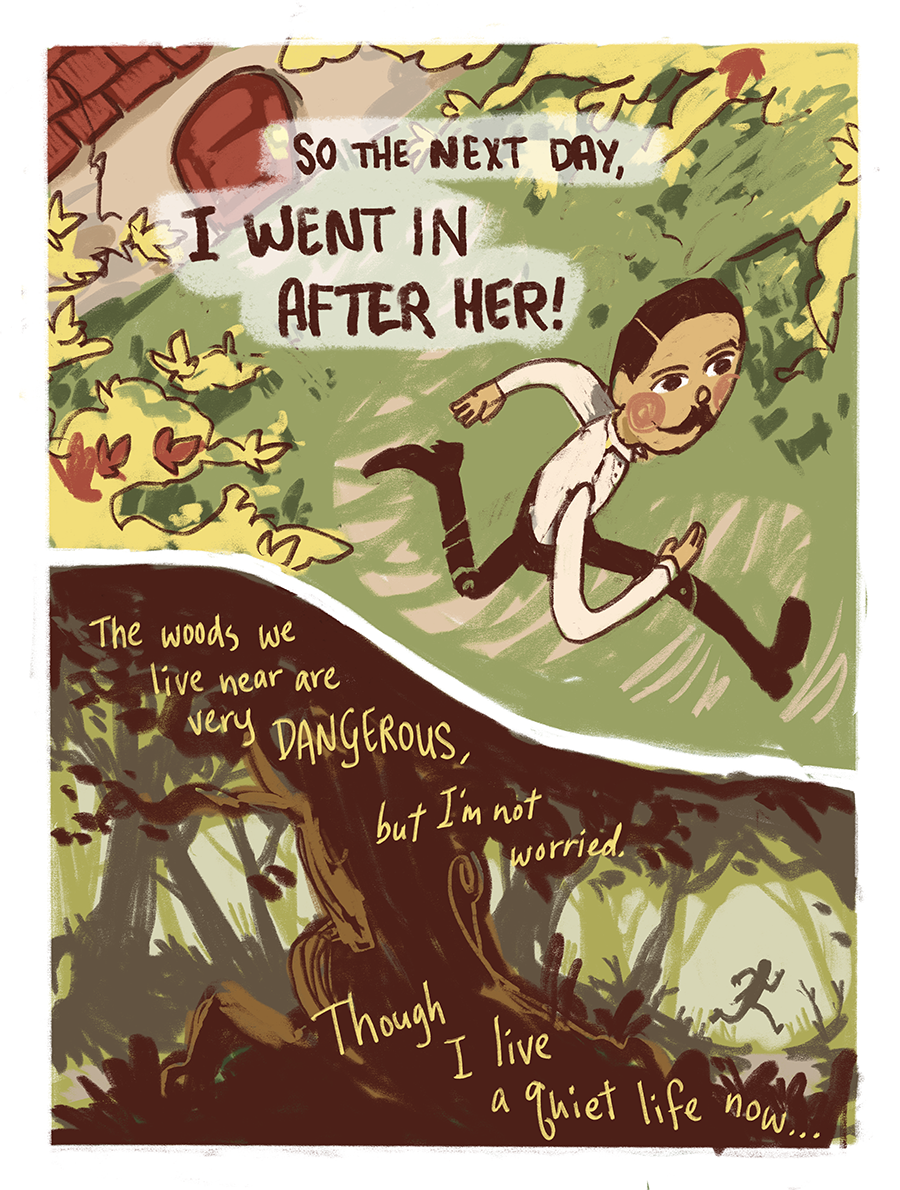 SO THE NEXT DAY,
I WENT IN
AFTER HER!
The woods we
live near are
very DANGEROUS,
but I'm not
worried.
Though
I live
a quiet life now...